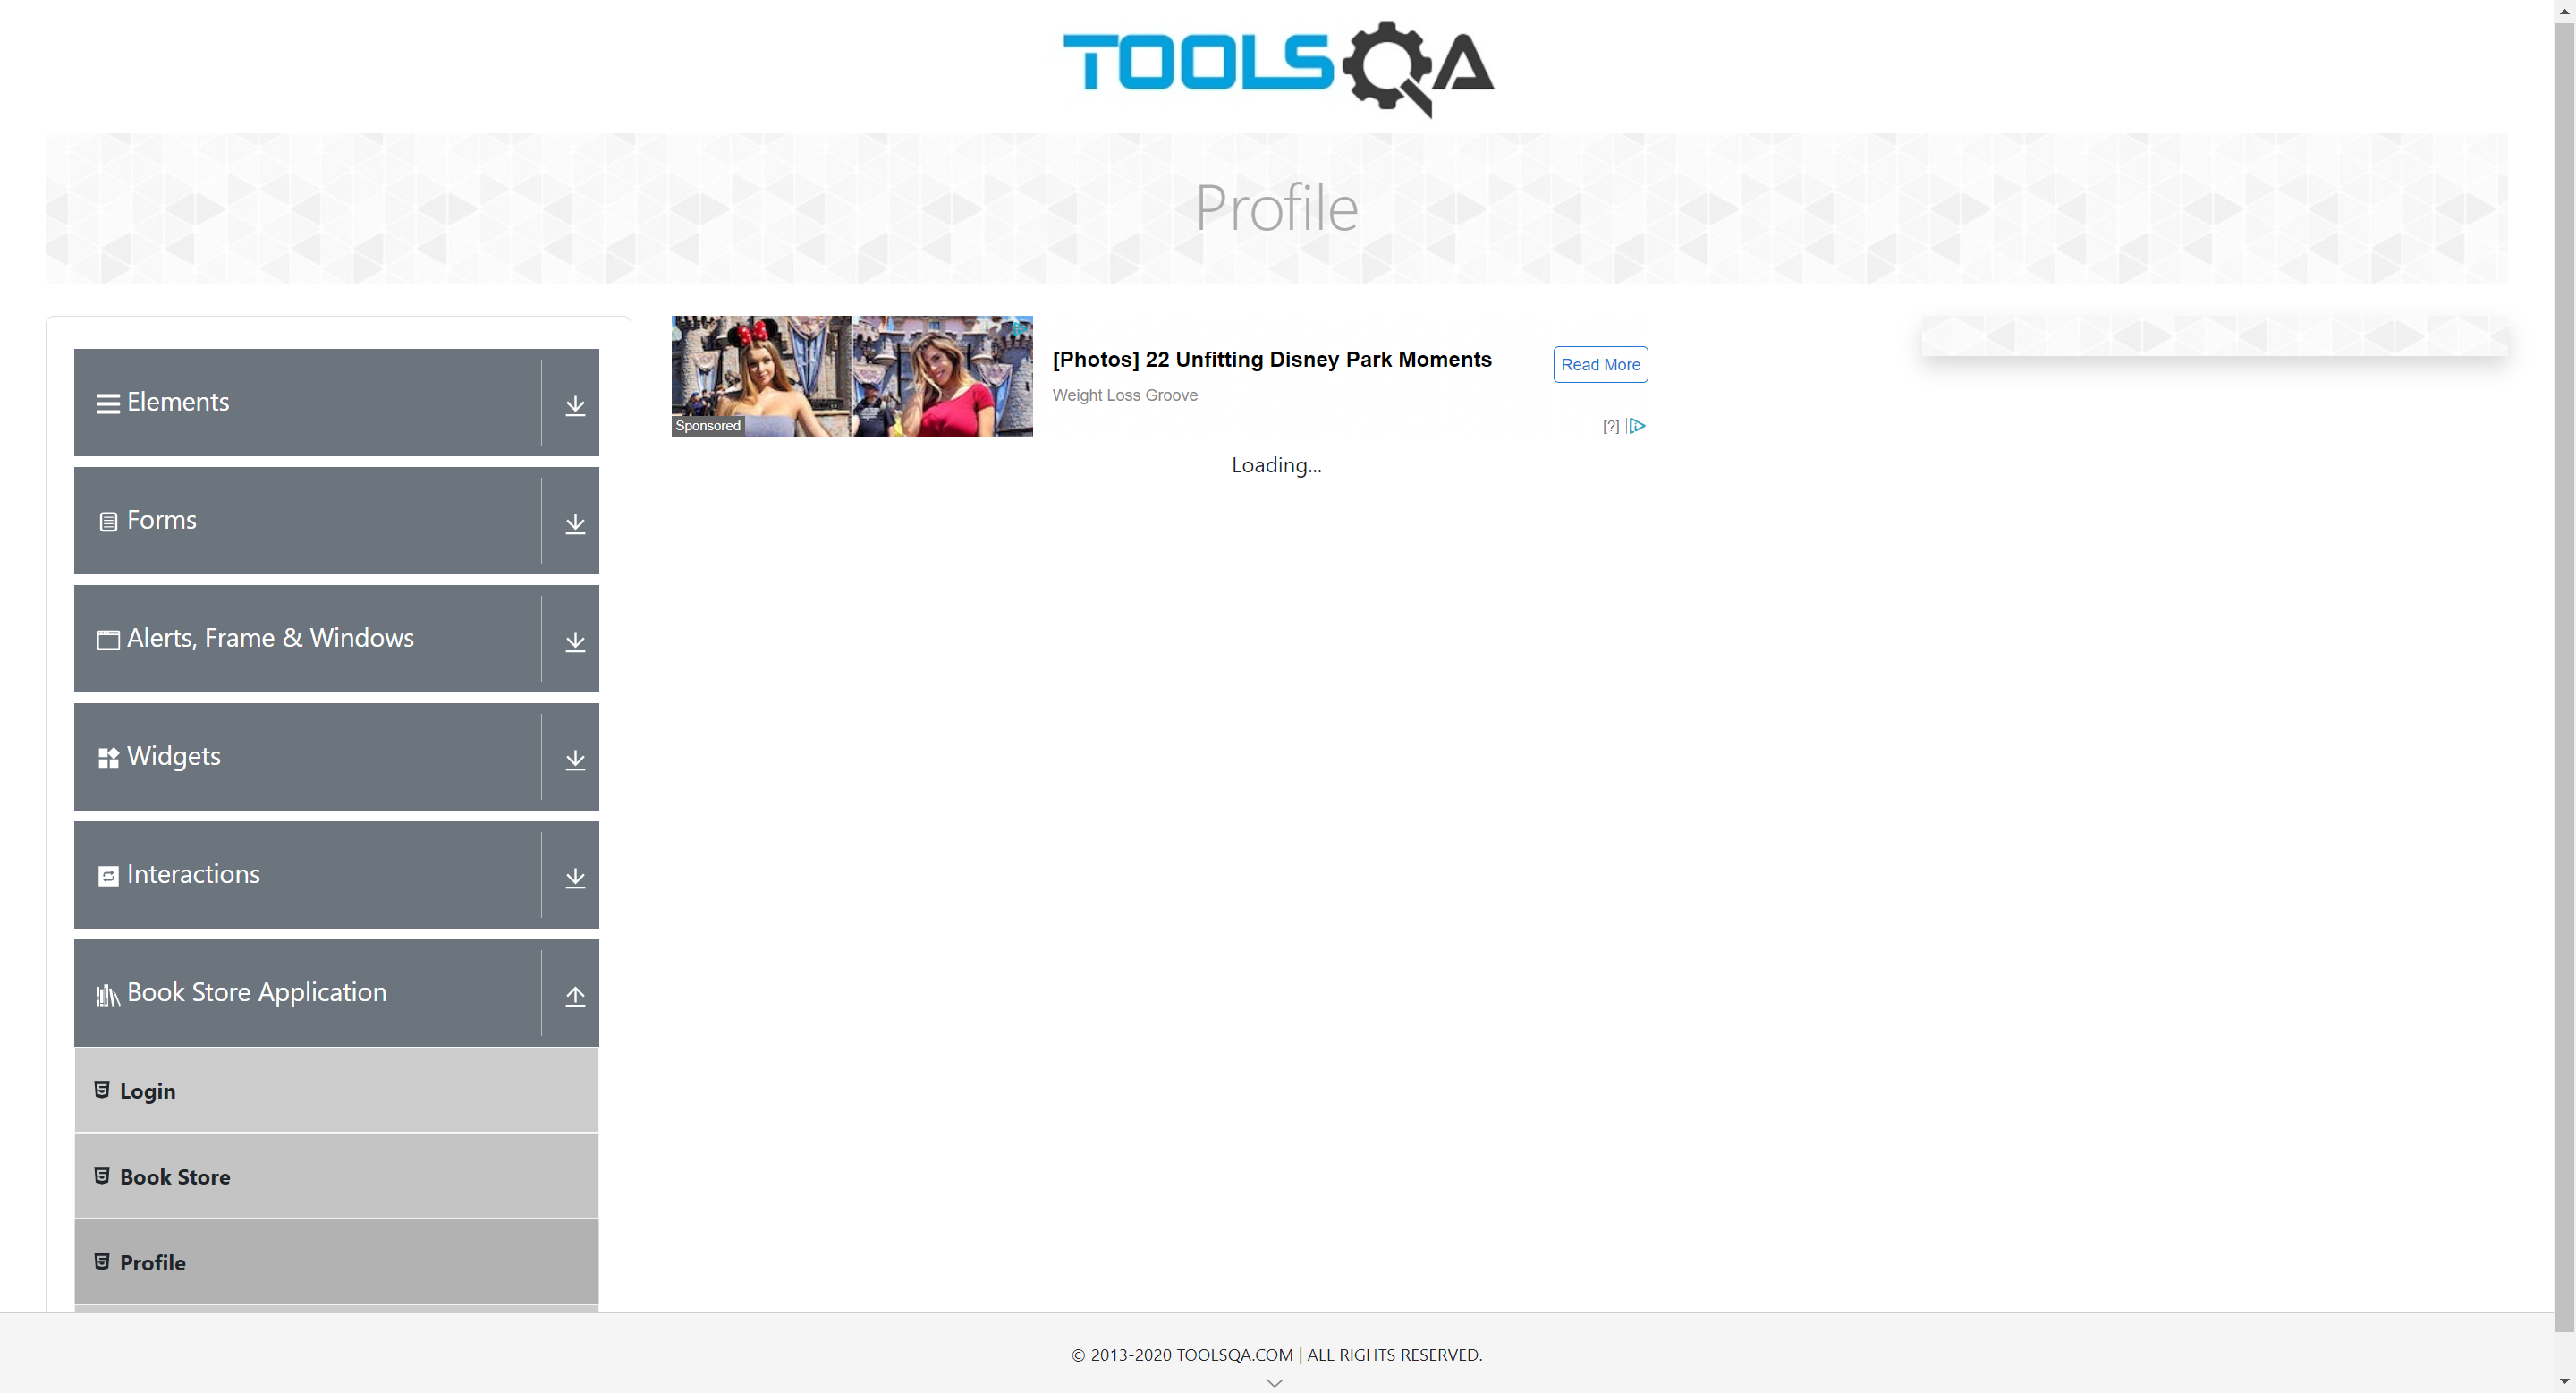 TOOLSQA
Profile
Elements
Forms
Alerts, Frame & Windows
Widgets
Interactions
Book Store Application
Login
Book Store
Profile
Sponsored
[Photos] 22 Unfitting Disney Park Moments
Weight Loss Groove
Read More
[?]
Loading...
© 2013-2020 TOOLSQA.COM | ALL RIGHTS RESERVED.